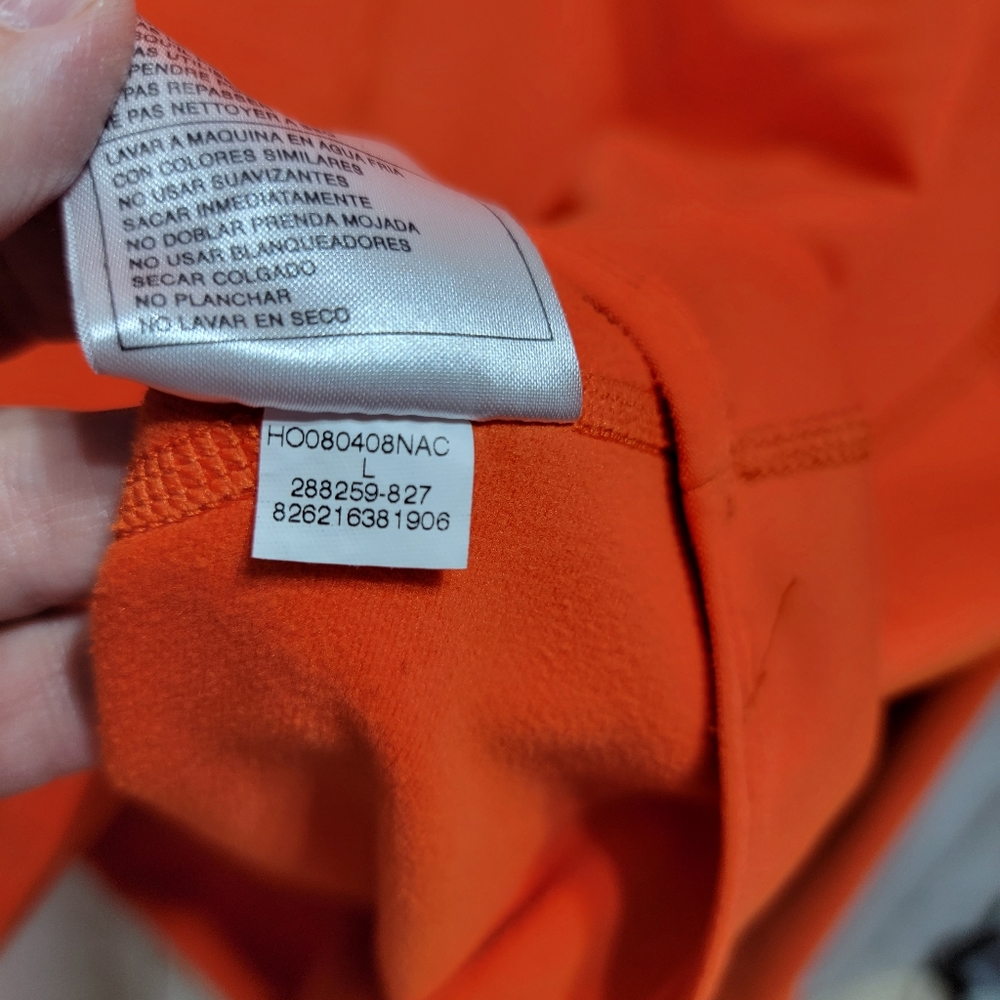 PENDRE
PAS REPASSER
PAS NETTOYER A
LAVAR A MAQUINA EN AGUA FRIA
CON COLORES SIMILARES
NO USAR SUAVIZANTES
SACAR INMEDIATAMENTE
NO DOBLAR PRENDA MOJADA
NO USAR BLANQUEADORES
SECAR COLGADO
NO PLANCHAR
NO LAVAR EN SECO
HO080408NAC
L
288259-827
826216381906